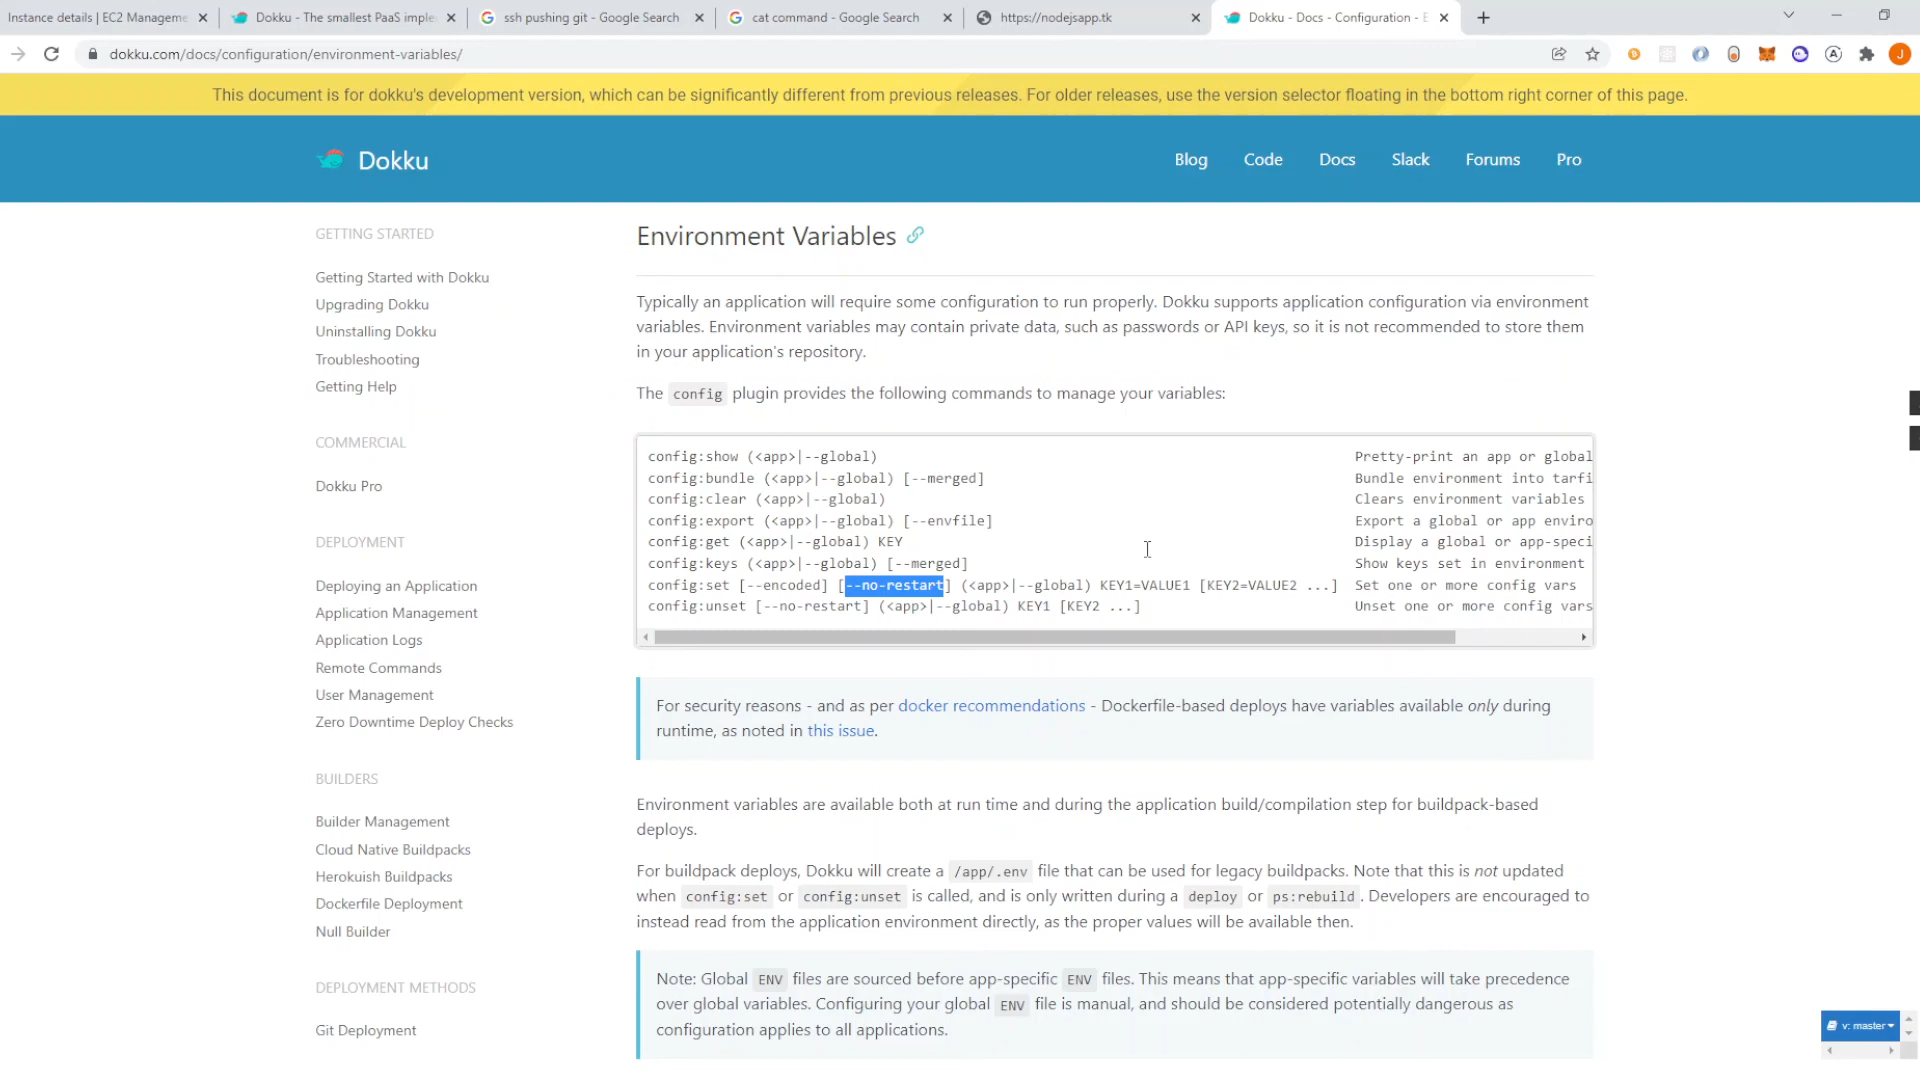 Instance details | EC2 Manageme
Dokku - The smallest PaaS imple
ssh pushing git - Google Search
cat command - Google Search
https://nodejsapp.tk
Dokku - Docs - Configuration - E
dokku.com/docs/configuration/environment-variables/
J
This document is for dokku's development version, which can be significantly different from previous releases. For older releases, use the version selector floating in the bottom right corner of this page.
Dokku
Blog
Code
Docs
Slack
Forums
Pro
GETTING STARTED
Getting Started with Dokku
Upgrading Dokku
Uninstalling Dokku
Troubleshooting
Getting Help
COMMERCIAL
Dokku Pro
DEPLOYMENT
Deploying an Application
Application Management
Application Logs
Remote Commands
User Management
Zero Downtime Deploy Checks
BUILDERS
Builder Management
Cloud Native Buildpacks
Herokuish Buildpacks
Dockerfile Deployment
Null Builder
DEPLOYMENT METHODS
Git Deployment
Environment Variables
Typically an application will require some configuration to run properly. Dokku supports application configuration via environment
variables. Environment variables may contain private data, such as passwords or API keys, so it is not recommended to store them
in your application's repository.
The config plugin provides the following commands to manage your variables:
config:show (<app>|--global) Pretty-print an app or global
config:bundle (<app>|--global) [--merged] Bundle environment into tarfi
config:clear (<app>|--global) Clears environment variables
config:export (<app>|--global) [--envfile] Export a global or app enviro
config:get (<app>|--global) KEY Display a global or app-speci
config:keys (<app>|--global) [--merged] Show keys set in environment
config:set [--encoded] [--no-restart] (<app>|--global) KEY1=VALUE1 [KEY2=VALUE2 ...] Set one or more config vars
config:unset [--no-restart] (<app>|--global) KEY1 [KEY2 ...] Unset one or more config vars
For security reasons - and as per docker recommendations - Dockerfile-based deploys have variables available only during
runtime, as noted in this issue.
Environment variables are available both at run time and during the application build/compilation step for buildpack-based
deploys.
For buildpack deploys, Dokku will create a /app/.env file that can be used for legacy buildpacks. Note that this is not updated
when config:set or config:unset is called, and is only written during a deploy or ps:rebuild. Developers are encouraged to
instead read from the application environment directly, as the proper values will be available then.
Note: Global ENV files are sourced before app-specific ENV files. This means that app-specific variables will take precedence
over global variables. Configuring your global ENV file is manual, and should be considered potentially dangerous as
configuration applies to all applications.
v: master